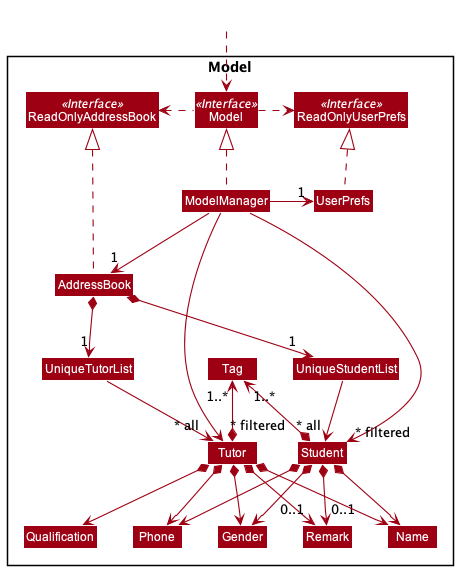 Model
«Interface»
ReadOnlyAddressBook
«Interface»
Model
«Interface»
ReadOnlyUserPrefs
ModelManager
1
UserPrefs
1
AddressBook
1
1
UniqueTutorList
Tag
UniqueStudentList
1..*
1..*
* all
* filtered
* all
* filtered
Tutor
Student
0..1
0..1
Qualification
Phone
Gender
Remark
Name